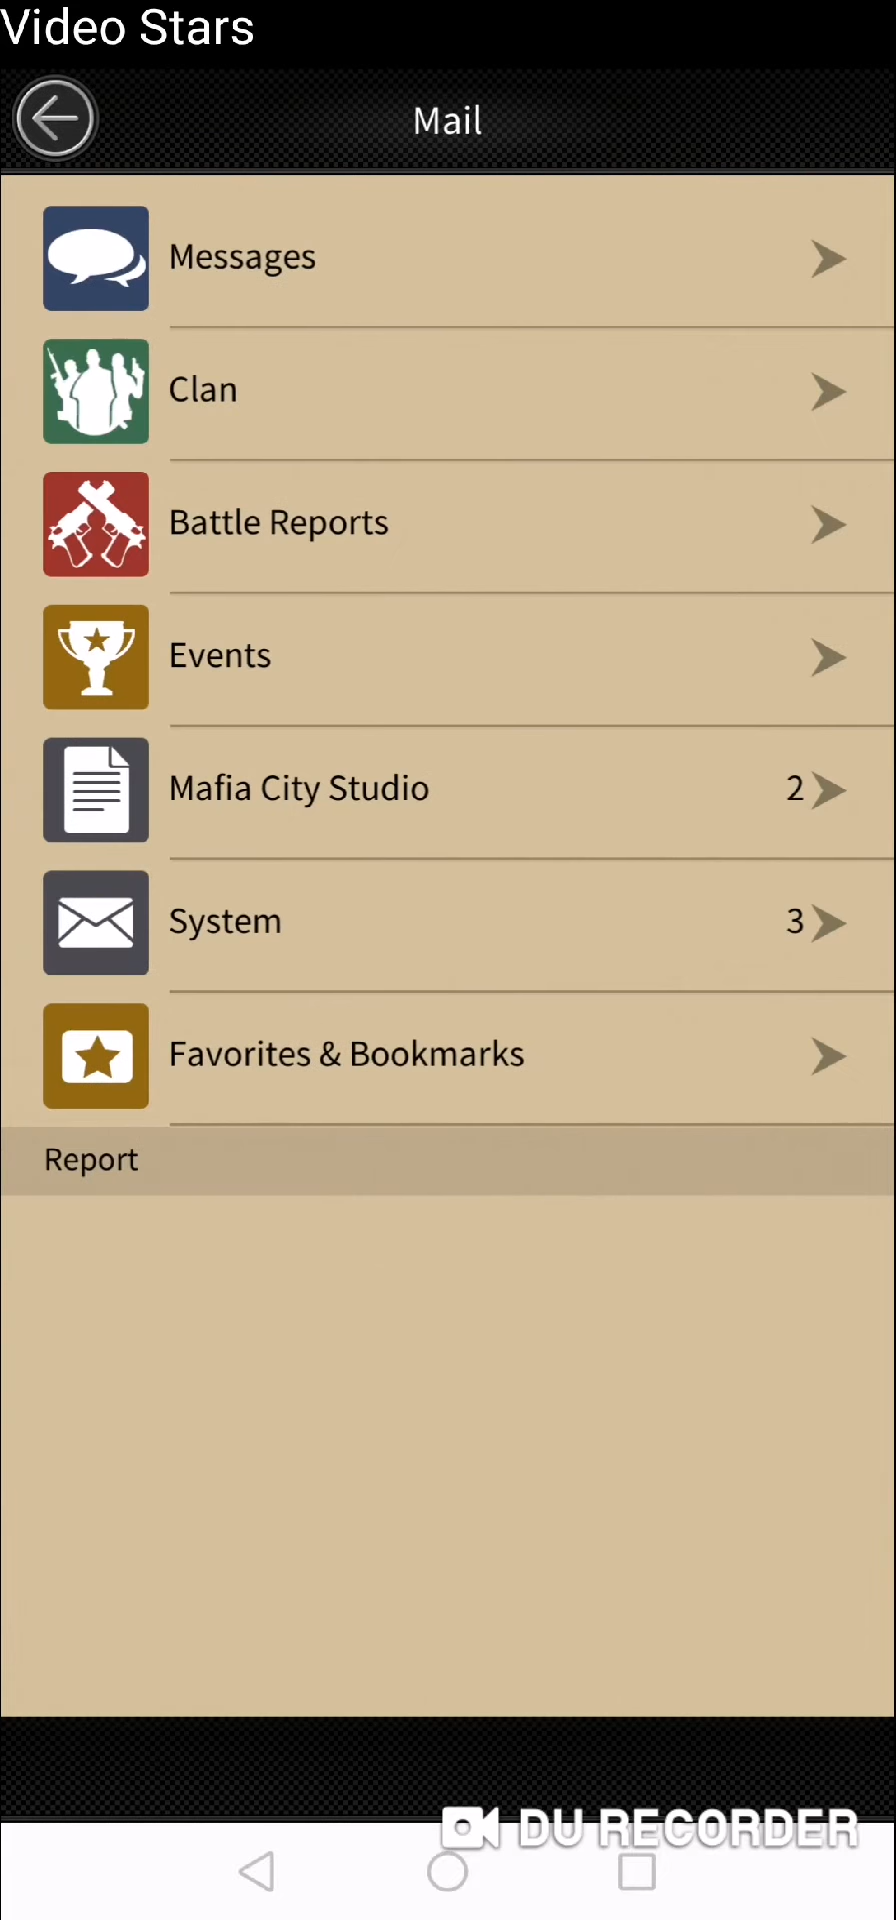 Video Stars
Mail
Messages
Clan
Battle Reports
Events
Mafia City Studio 2
System 3
Favorites & Bookmarks
Report
DU RECORDER